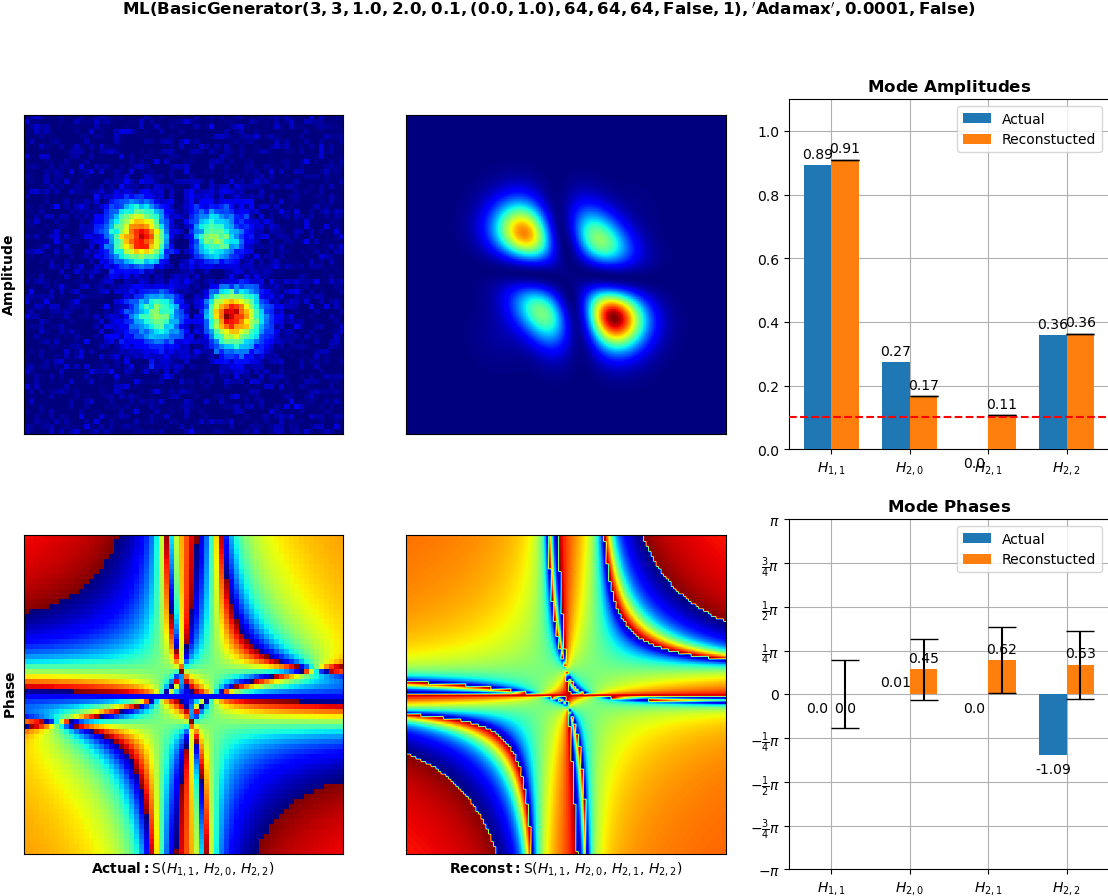 ML(BasicGenerator(3, 3, 1.0, 2.0, 0.1, (0.0, 1.0), 64, 64, 64, False, 1), 'Adamax', 0.0001, False)
Amplitude
Mode Amplitudes
Actual
Reconstucted
1.0
0.8
0.6
0.4
0.2
0.0
0.89
0.91
0.27
0.17
0.0
0.11
0.36
0.36
H1,1
H2,0
H2,1
H2,2
Phase
Actual: S(H1,1, H2,0, H2,2)
Reconst: S(H1,1, H2,0, H2,1, H2,2)
Mode Phases
Actual
Reconstucted
π
3/4π
1/2π
1/4π
0
−1/4π
−1/2π
−3/4π
−π
0.0
0.0
0.01
0.45
0.0
0.62
-1.09
0.53
H1,1
H2,0
H2,1
H2,2